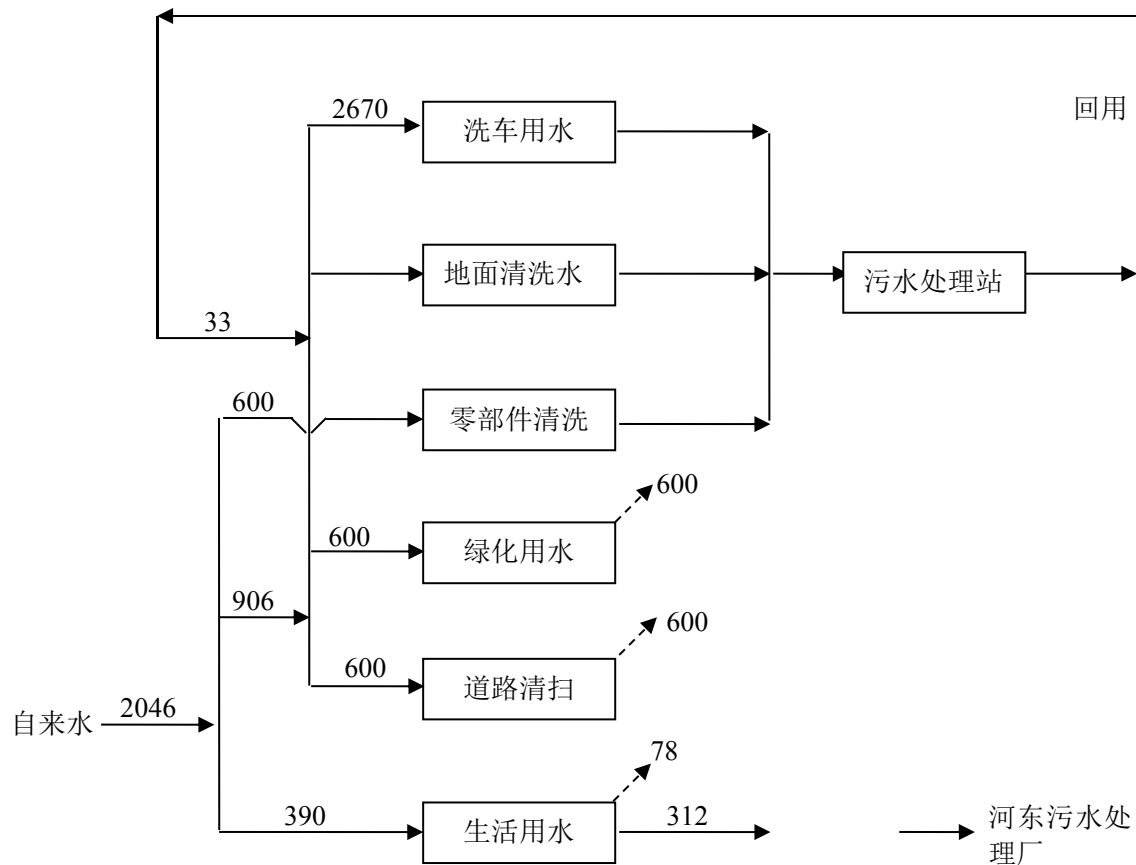 2670
洗车用水
回用
地面清洗水
污水处理站
33
600
零部件清洗
600
600
绿化用水
906
600
600
道路清扫
自来水
2046
78
390
生活用水
312
河东污水处
理厂